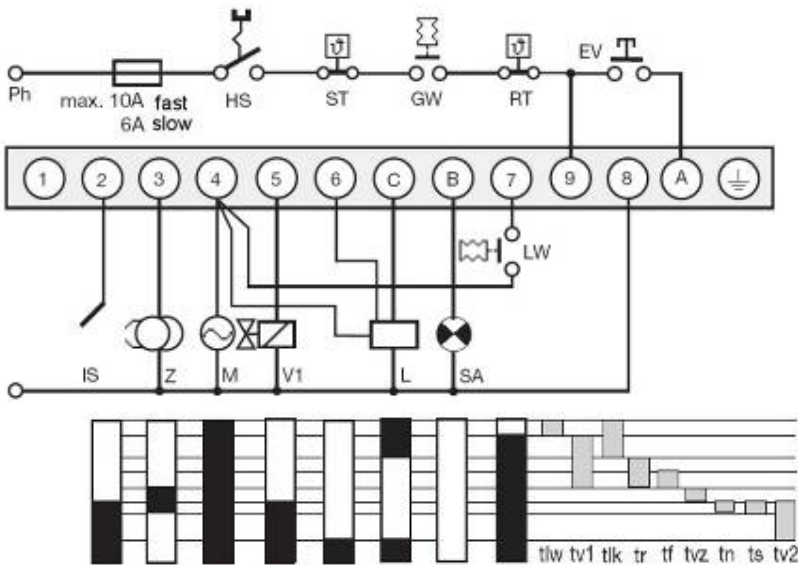 EV
Ph
max. 10A fast
6A slow
HS
ST
GW
RT
ϑ
ϑ
1 2 3 4 5 6 C B 7 9 8 A
LW
IS Z M V1 L SA
tlw tv1 tlk tr tf tvz tn ts tv2